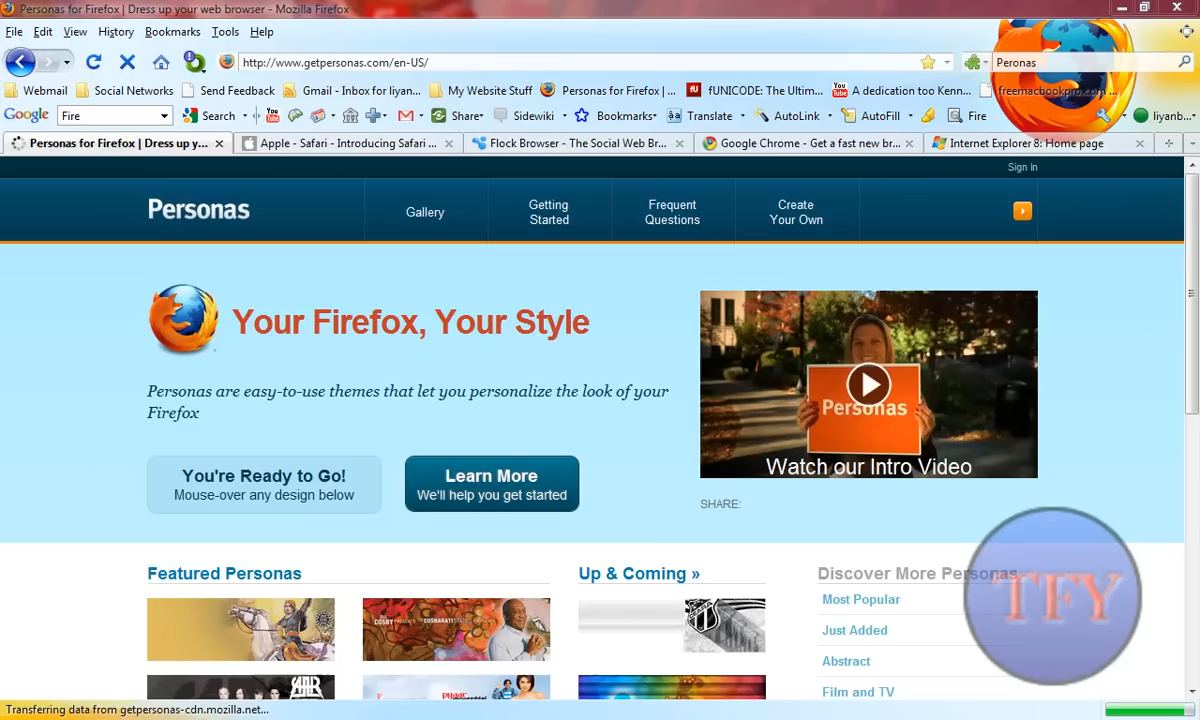 Personas for Firefox | Dress up your web browser - Mozilla Firefox
File Edit View History Bookmarks Tools Help
http://www.getpersonas.com/en-US/ Peronas
Webmail Social Networks Send Feedback Gmail - Inbox for liyan... My Website Stuff Personas for Firefox | ... fUNICODE: The Ultim... A dedication too Kenn... freemacbookpro.com ...
Google Fire Search Share Sidewiki Bookmarks Translate AutoLink AutoFill Fire liyanb...
Personas for Firefox | Dress up y... Apple - Safari - Introducing Safari ... Flock Browser - The Social Web Br... Google Chrome - Get a fast new br... Internet Explorer 8: Home page
Sign In
Personas
Gallery
Getting
Started
Frequent
Questions
Create
Your Own
Your Firefox, Your Style
Personas are easy-to-use themes that let you personalize the look of your
Firefox
You're Ready to Go!
Mouse-over any design below
Learn More
We'll help you get started
Personas
Watch our Intro Video
SHARE:
Featured Personas
Up & Coming »
Discover More Personas
Most Popular
Just Added
Abstract
Film and TV
TFY
Transferring data from getpersonas-cdn.mozilla.net...